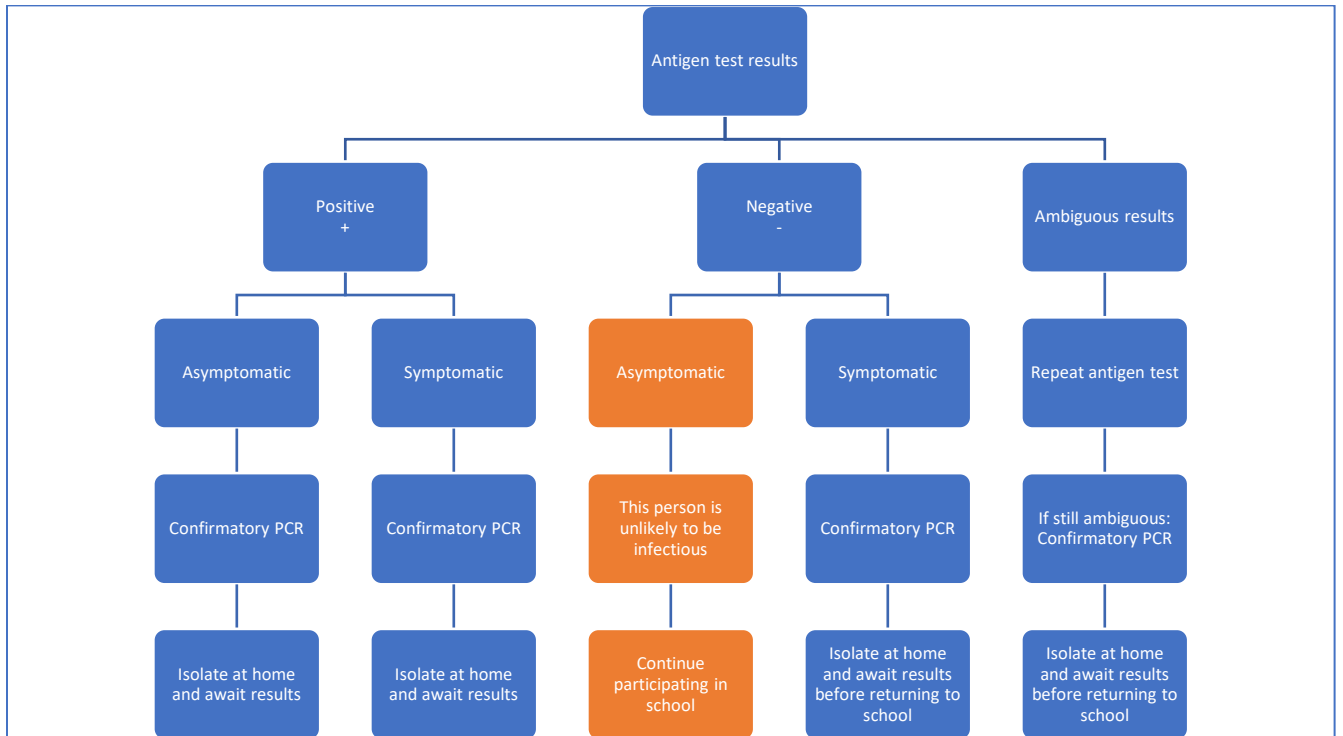 Antigen test results
Positive
+
Negative
-
Ambiguous results
Asymptomatic
Symptomatic
Asymptomatic
Symptomatic
Repeat antigen test
Confirmatory PCR
Confirmatory PCR
This person is
unlikely to be
infectious
Confirmatory PCR
If still ambiguous:
Confirmatory PCR
Isolate at home
and await results
Isolate at home
and await results
Continue
participating in
school
Isolate at home
and await results
before returning to
school
Isolate at home
and await results
before returning to
school